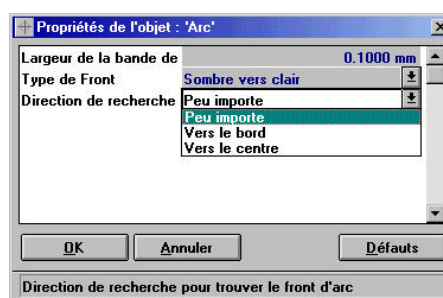 Propriétés de l'objet : 'Arc'
Largeur de la bande de 0.1000 mm
Type de Front Sombre vers clair
Direction de recherche Peu importe
Peu importe
Vers le bord
Vers le centre
OK Annuler Défauts
Direction de recherche pour trouver le front d'arc